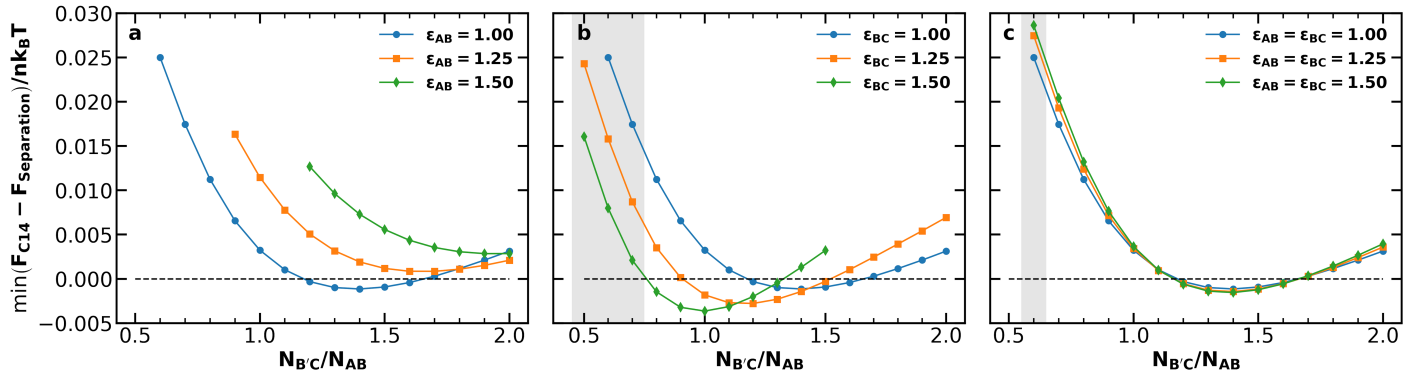 min(F_C14 − F_Separation)/nk_BT
0.030
0.025
0.020
0.015
0.010
0.005
0.000
−0.005
a
ε_AB = 1.00
ε_AB = 1.25
ε_AB = 1.50
0.5 1.0 1.5 2.0
N_B′C/N_AB
b
ε_BC = 1.00
ε_BC = 1.25
ε_BC = 1.50
0.5 1.0 1.5 2.0
N_B′C/N_AB
c
ε_AB = ε_BC = 1.00
ε_AB = ε_BC = 1.25
ε_AB = ε_BC = 1.50
0.5 1.0 1.5 2.0
N_B′C/N_AB